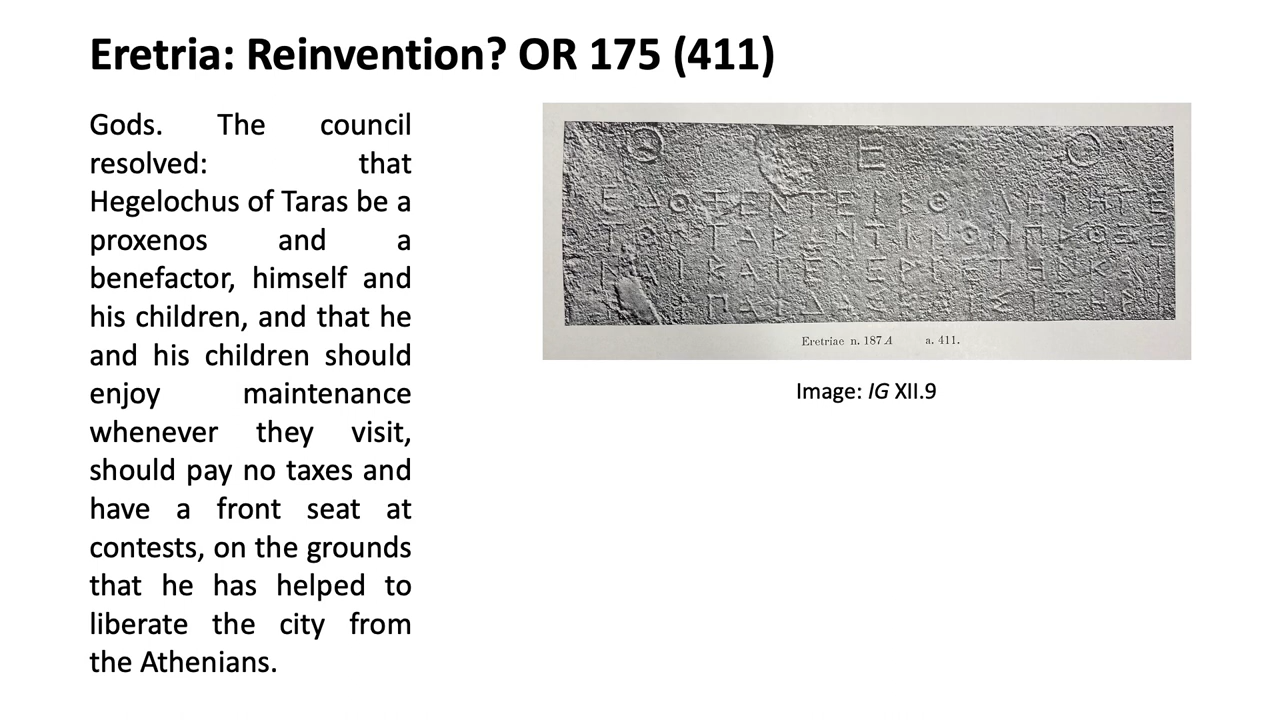 Eretria: Reinvention? OR 175 (411)
Gods. The council
resolved: that
Hegelochus of Taras be a
proxenos and a
benefactor, himself and
his children, and that he
and his children should
enjoy maintenance
whenever they visit,
should pay no taxes and
have a front seat at
contests, on the grounds
that he has helped to
liberate the city from
the Athenians.
Θ Ε Ο
Eretriae n. 187 A a. 411.
Image: IG XII.9